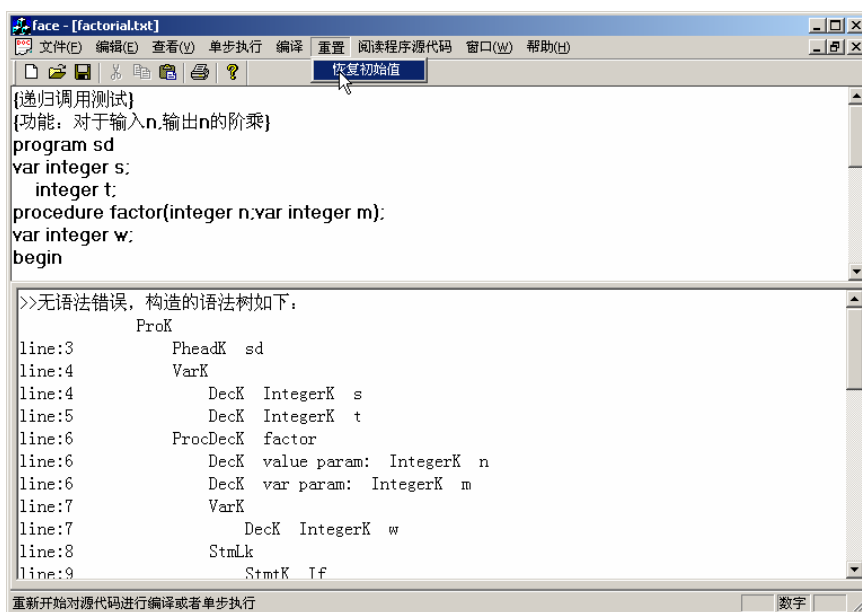 face - [factorial.txt]
文件(F) 编辑(E) 查看(V) 单步执行 编译 重置 阅读程序源代码 窗口(W) 帮助(H)
恢复初始值
{递归调用测试}
{功能：对于输入n,输出n的阶乘}
program sd
var integer s;
integer t;
procedure factor(integer n;var integer m);
var integer w;
begin
>>无语法错误，构造的语法树如下：
ProK
line:3 PheadK sd
line:4 VarK
line:4 DecK IntegerK s
line:5 DecK IntegerK t
line:6 ProcDecK factor
line:6 DecK value param: IntegerK n
line:6 DecK var param: IntegerK m
line:7 VarK
line:7 DecK IntegerK w
line:8 StmLk
line:9 StmtK If
重新开始对源代码进行编译或者单步执行 数字